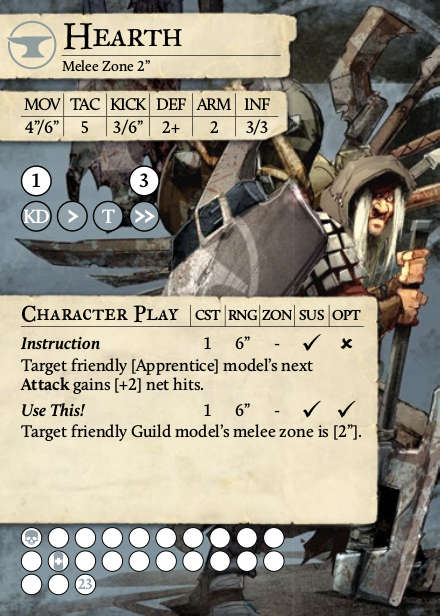 Hearth
Melee Zone 2”
MOV TAC KICK DEF ARM INF
4”/6” 5 3/6” 2+ 2 3/3
1 3
KD > T >>
Character Play CST RNG ZON SUS OPT
Instruction 1 6” - ✓ ✗
Target friendly [Apprentice] model’s next
Attack gains [+2] net hits.
Use This! 1 6” - ✓ ✓
Target friendly Guild model’s melee zone is [2”].
23